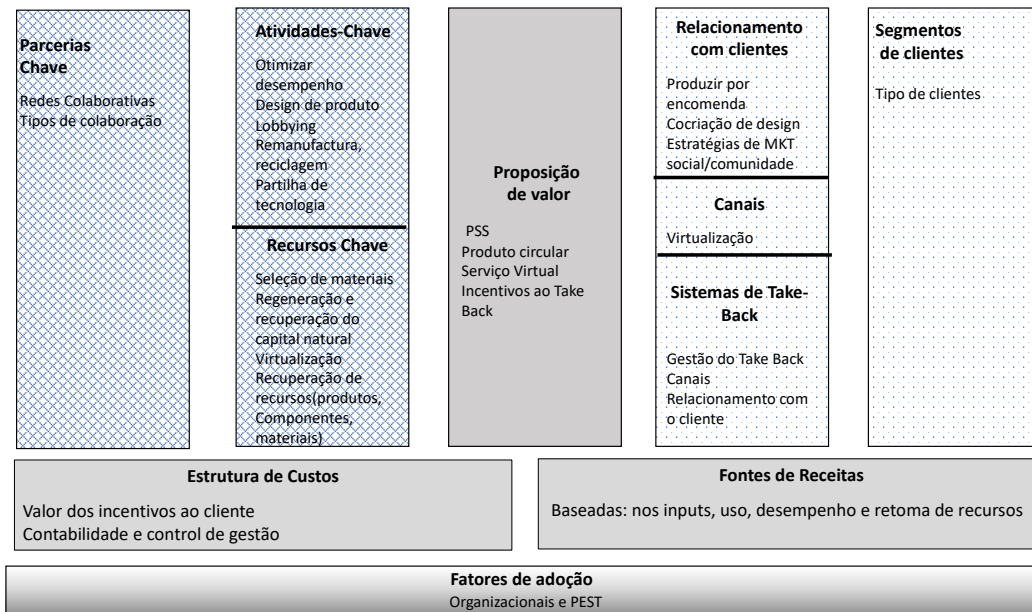 Parcerias
Chave
Redes Colaborativas
Tipos de colaboração
Atividades-Chave
Otimizar
desempenho
Design de produto
Lobbying
Remanufactura,
reciclagem
Partilha de
tecnologia
Recursos Chave
Seleção de materiais
Regeneração e
recuperação do
capital natural
Virtualização
Recuperação de
recursos(produtos,
Componentes,
materiais)
Proposição
de valor
PSS
Produto circular
Serviço Virtual
Incentivos ao Take
Back
Relacionamento
com clientes
Produzir por
encomenda
Cocriação de design
Estratégias de MKT
social/comunidade
Canais
Virtualização
Sistemas de Take-
Back
Gestão do Take Back
Canais
Relacionamento com
o cliente
Segmentos
de clientes
Tipo de clientes
Estrutura de Custos
Valor dos incentivos ao cliente
Contabilidade e control de gestão
Fontes de Receitas
Baseadas: nos inputs, uso, desempenho e retoma de recursos
Fatores de adoção
Organizacionais e PEST